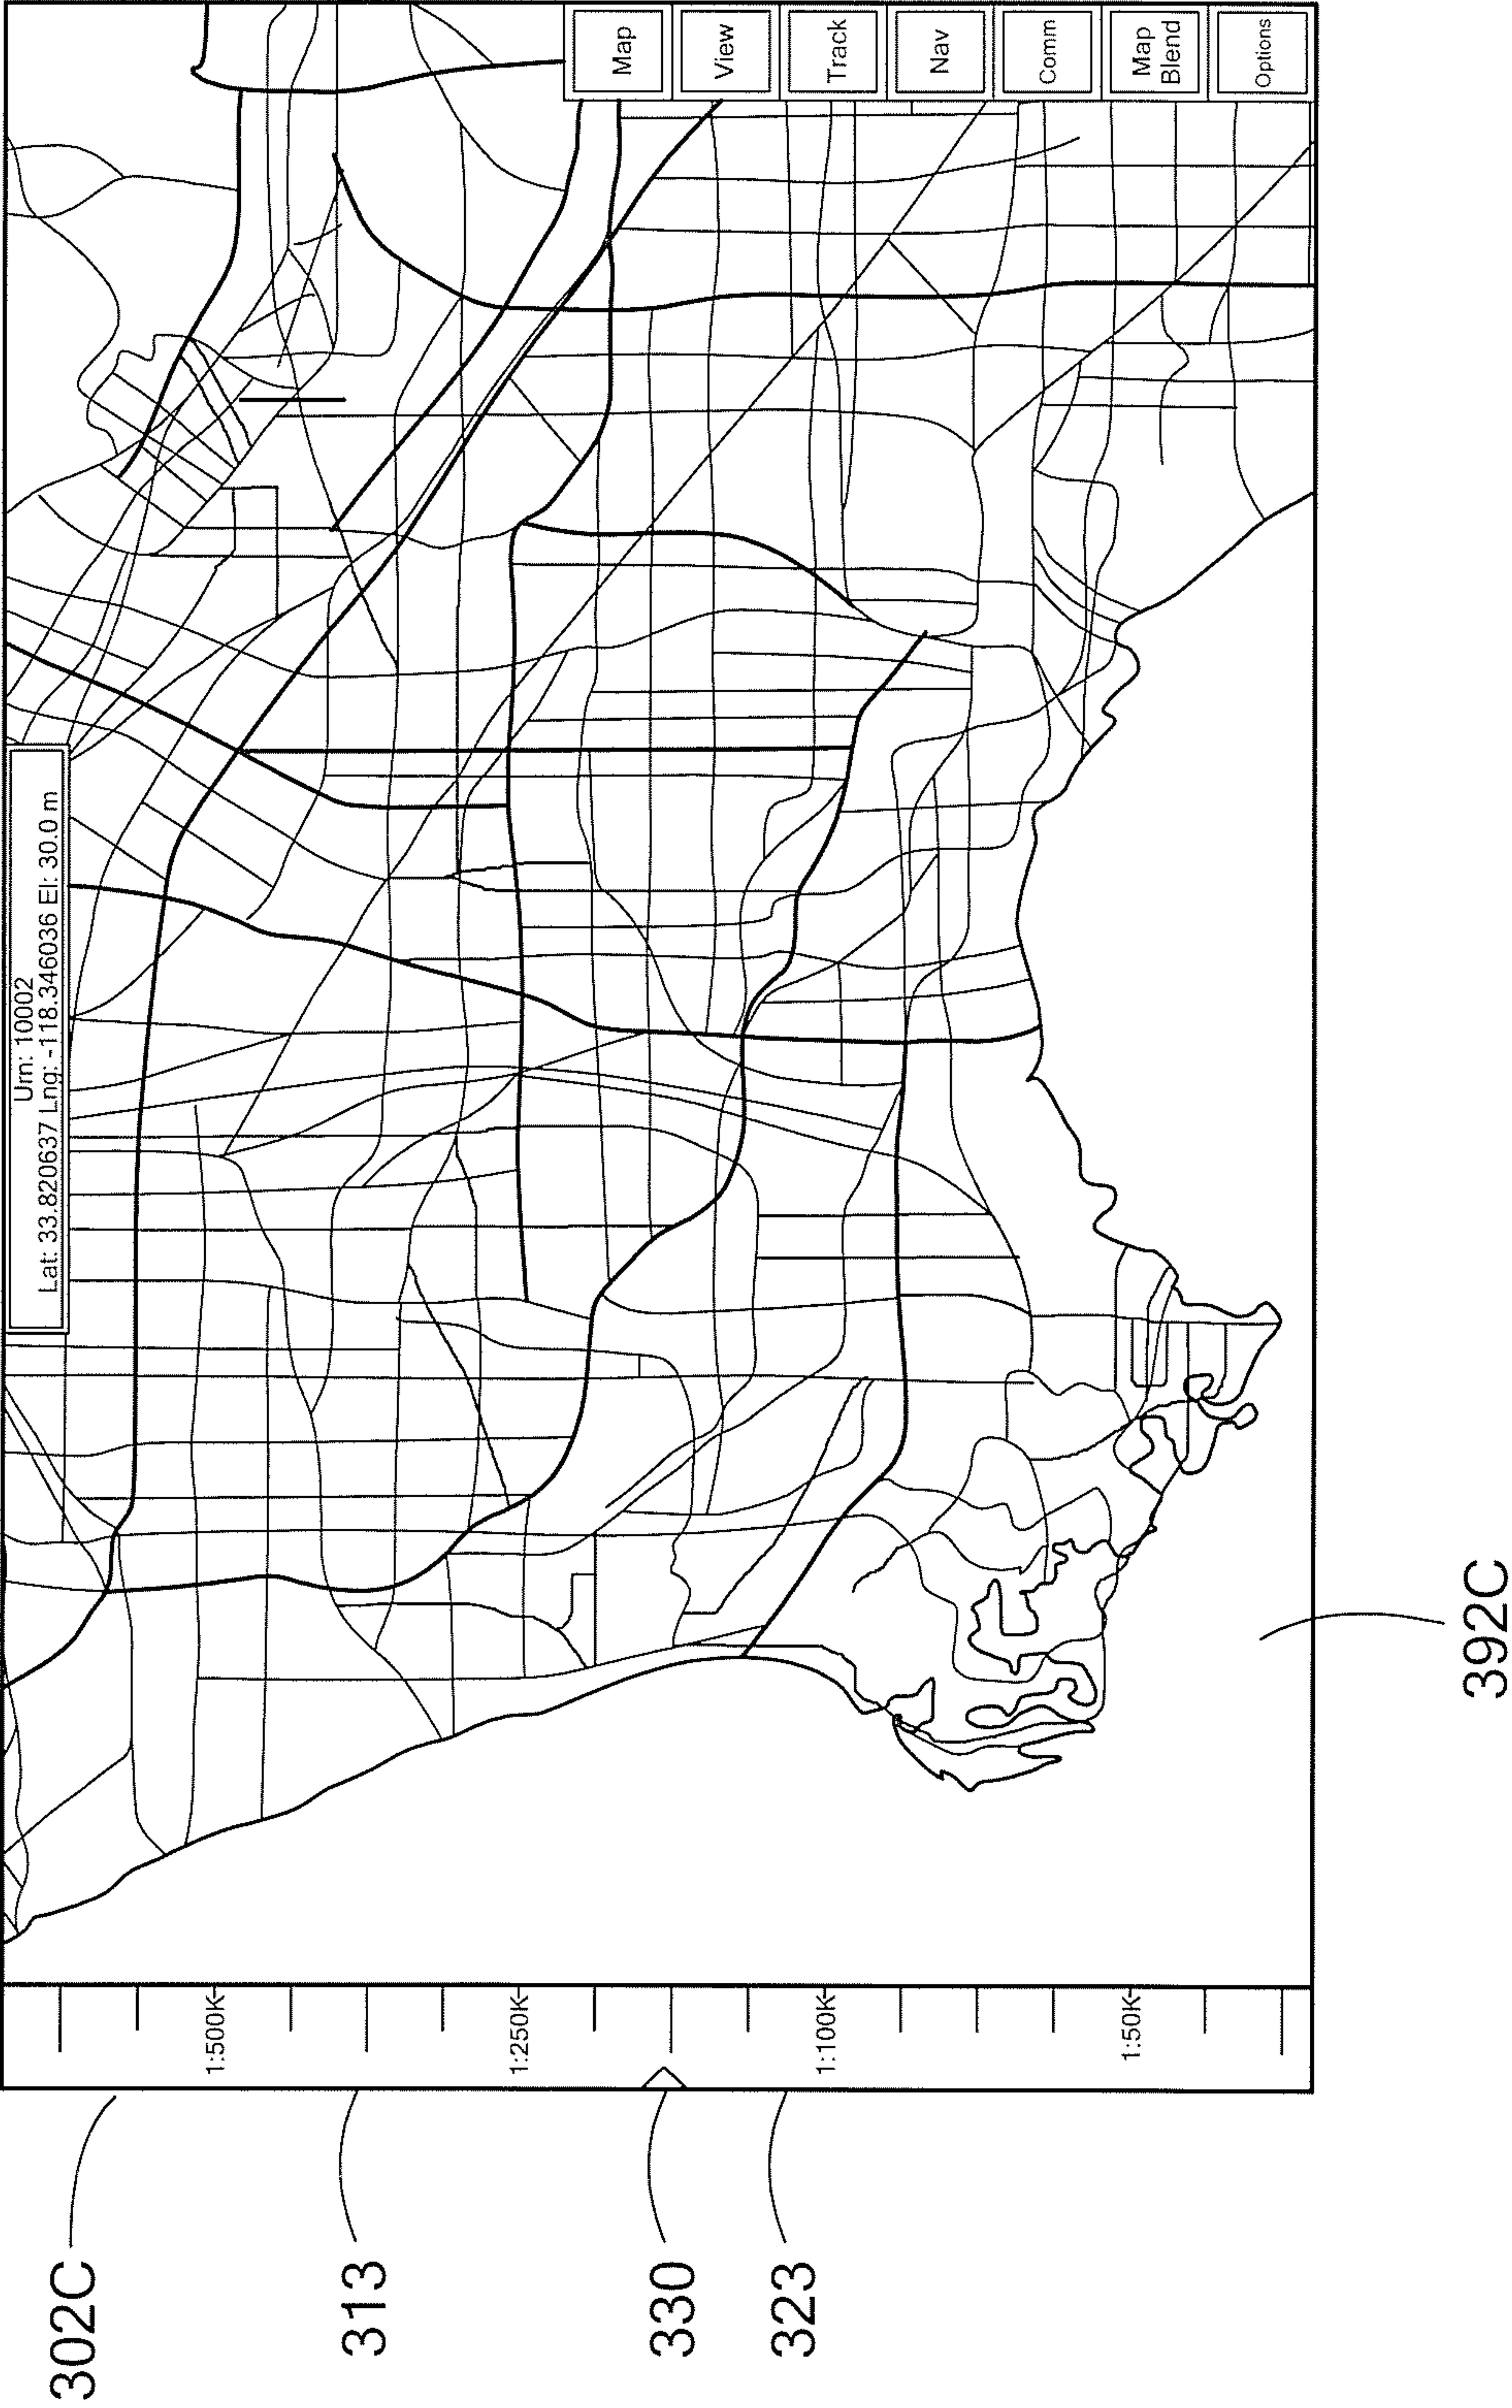 Urn: 10002
Lat: 33.820637 Lng: -118.346036 El: 30.0 m
Map
View
Track
Nav
Comm
Map
Blend
Options
1:500K
1:250K
1:100K
1:50K
302C
313
330
323
392C